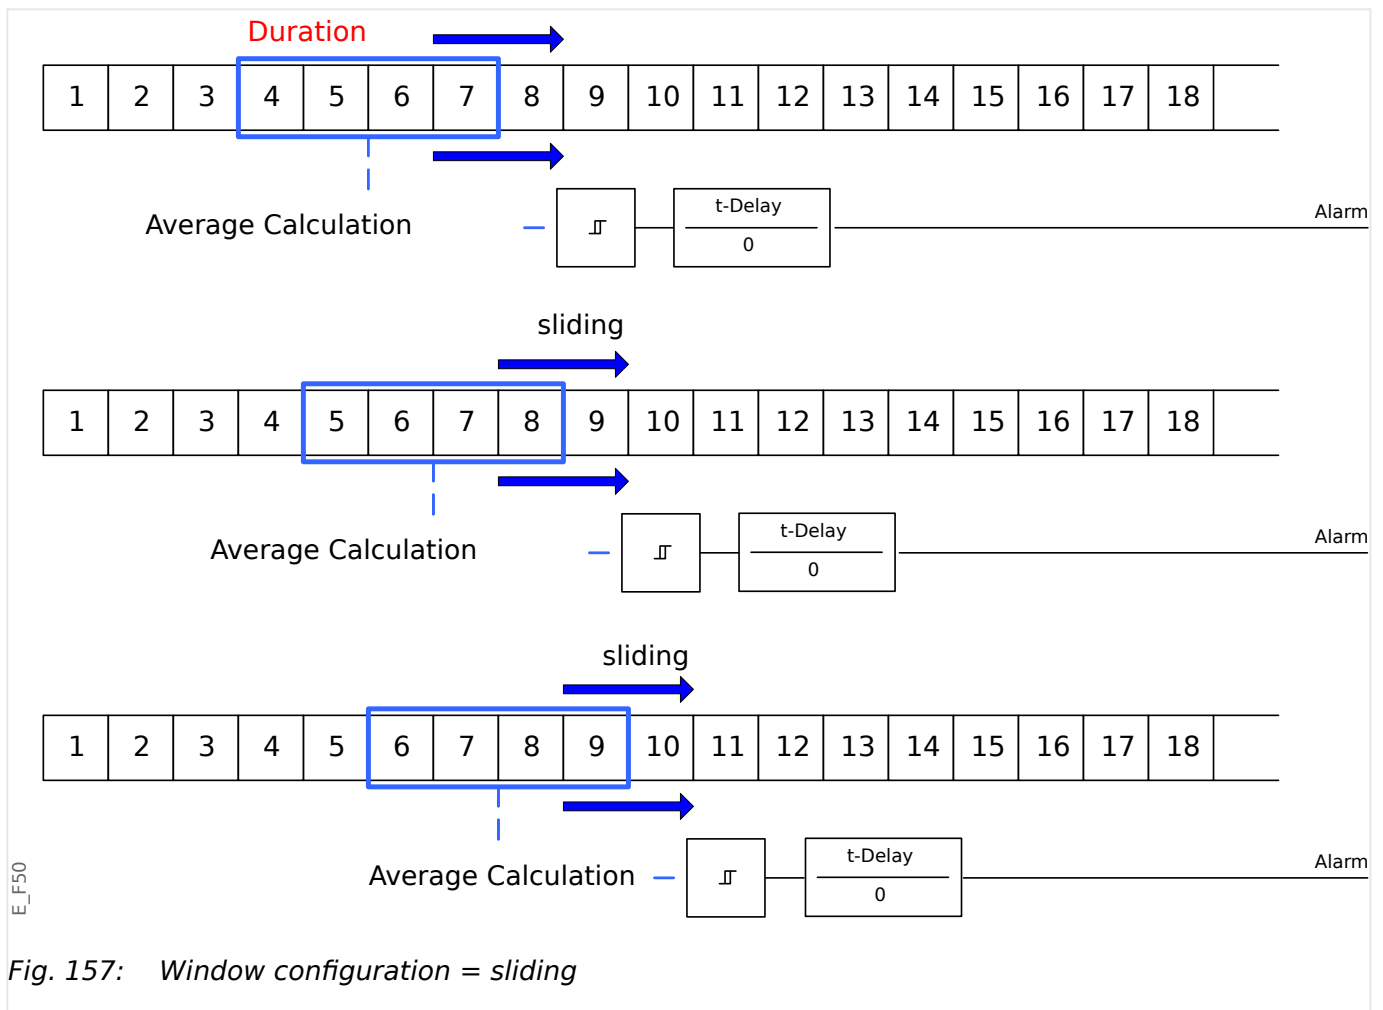 Duration
1 2 3 4 5 6 7 8 9 10 11 12 13 14 15 16 17 18
t-Delay
Alarm
Average Calculation
0
sliding
1 2 3 4 5 6 7 8 9 10 11 12 13 14 15 16 17 18
t-Delay
Alarm
Average Calculation
0
sliding
1 2 3 4 5 6 7 8 9 10 11 12 13 14 15 16 17 18
t-Delay
Alarm
Average Calculation
0
E_F50
Fig. 157: Window configuration = sliding